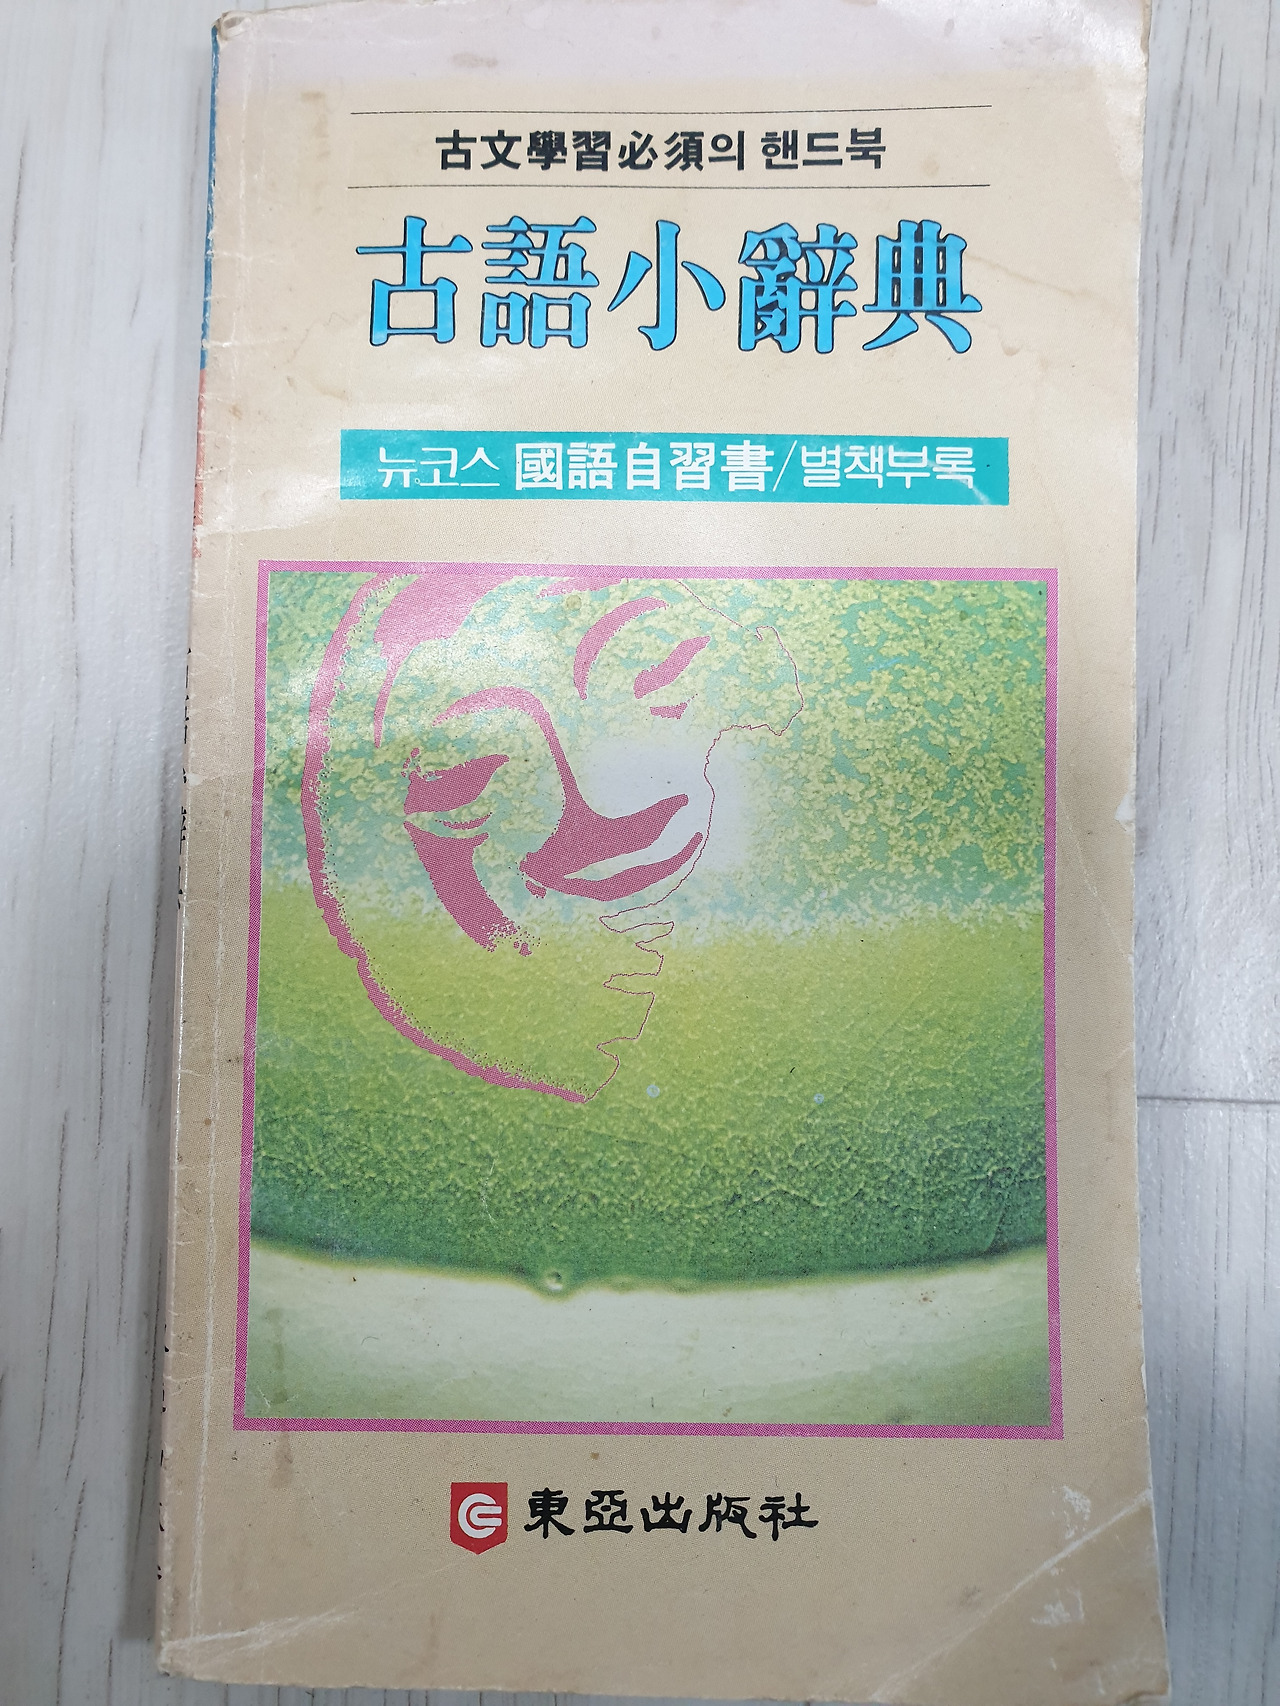 古文學習必須의 핸드북
古語小辭典
뉴코스 國語自習書/별책부록
東亞出版社